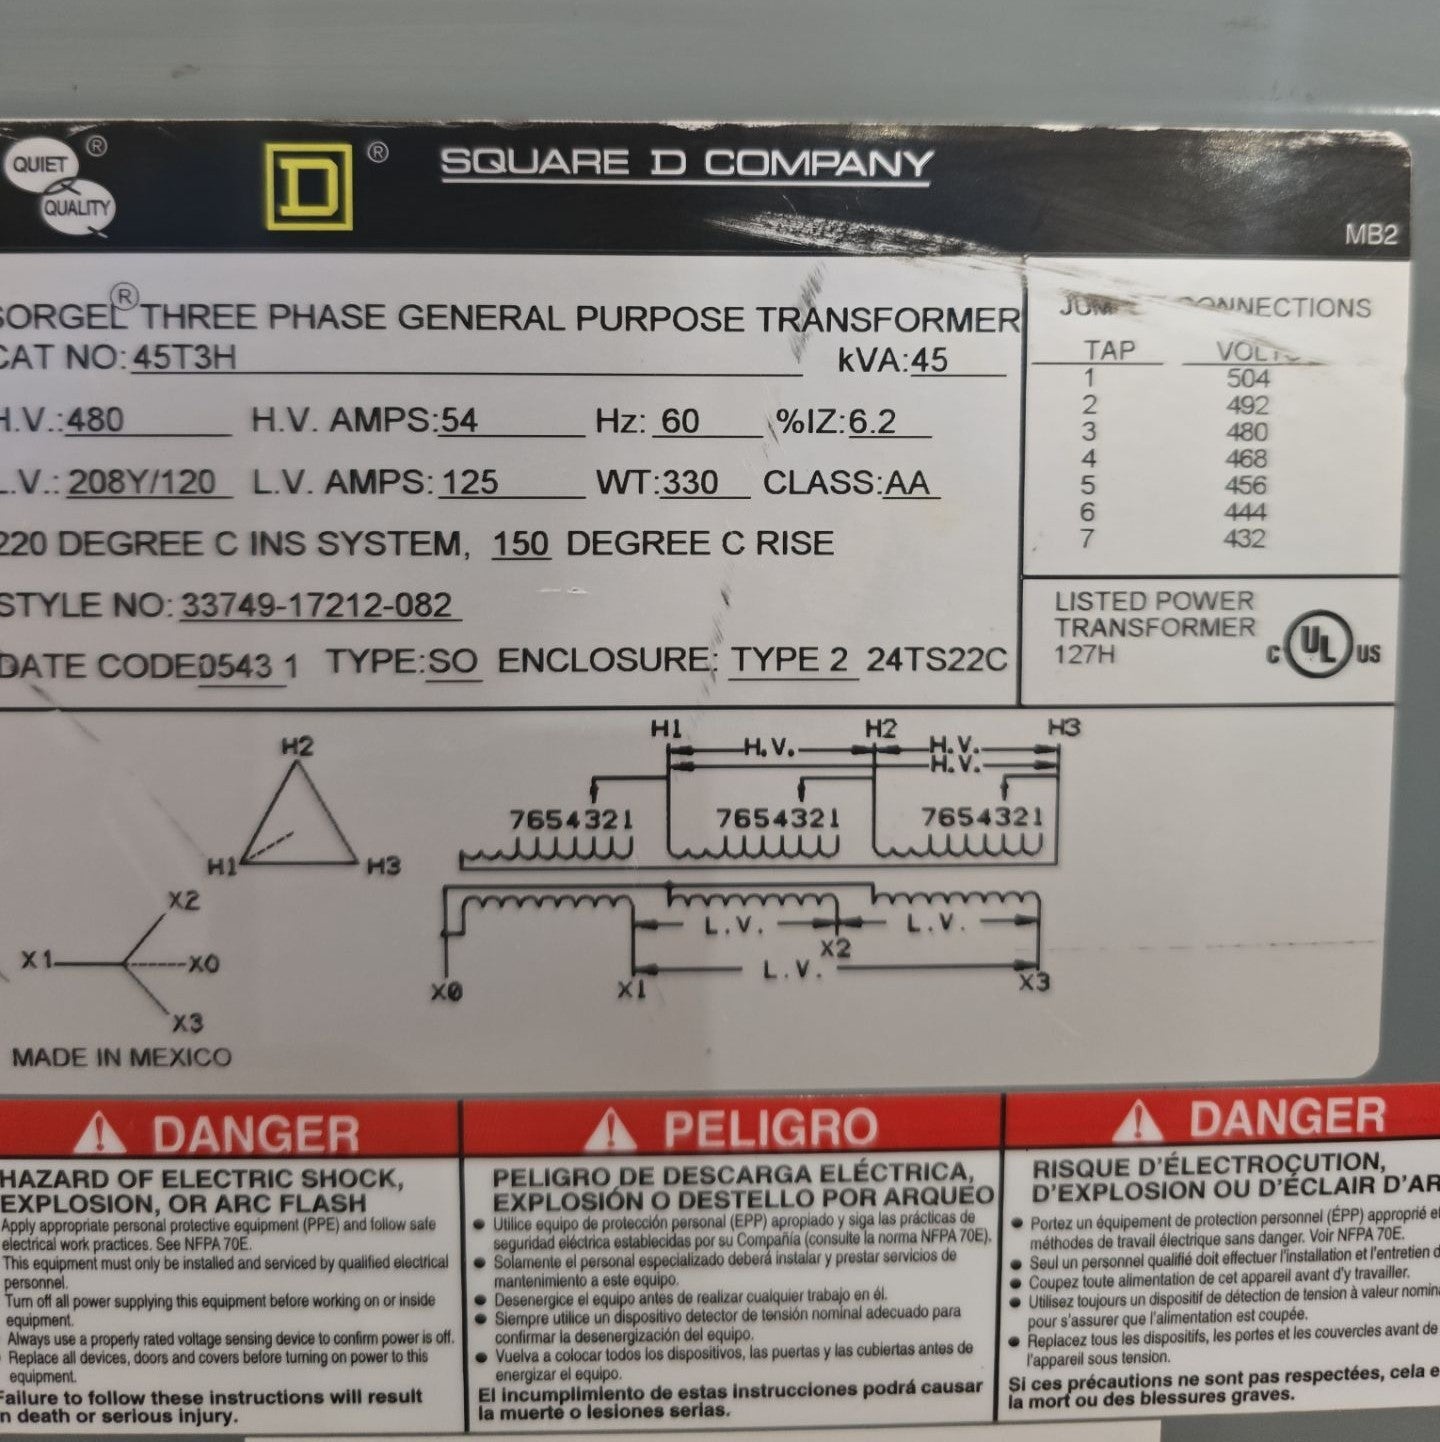 QUIET ®
& QUALITY
D ®
SQUARE D COMPANY
MB2
SORGEL® THREE PHASE GENERAL PURPOSE TRANSFORMER
CAT NO: 45T3H kVA: 45
H.V.: 480 H.V. AMPS: 54 Hz: 60 %IZ: 6.2
L.V.: 208Y/120 L.V. AMPS: 125 WT: 330 CLASS: AA
220 DEGREE C INS SYSTEM, 150 DEGREE C RISE
STYLE NO: 33749-17212-082
DATE CODE 0543 1 TYPE: SO ENCLOSURE: TYPE 2 24TS22C
CONNECTIONS
TAP
1 504
2 492
3 480
4 468
5 456
6 444
7 432
LISTED POWER
TRANSFORMER
127H
C UL US
H2
H1 H3
X2
X1 X0
X3
MADE IN MEXICO
H1 H2 H3
H.V. H.V.
H.V.
7654321 7654321 7654321
L.V. L.V.
X2
L.V.
X0 X1 X3
DANGER
HAZARD OF ELECTRIC SHOCK,
EXPLOSION, OR ARC FLASH
Apply appropriate personal protective equipment (PPE) and follow safe
electrical work practices. See NFPA 70E.
This equipment must only be installed and serviced by qualified electrical
personnel.
Turn off all power supplying this equipment before working on or inside
equipment.
Always use a properly rated voltage sensing device to confirm power is off.
Replace all devices, doors and covers before turning on power to this
equipment.
Failure to follow these instructions will result
in death or serious injury.
PELIGRO
PELIGRO DE DESCARGA ELÉCTRICA,
EXPLOSIÓN O DESTELLO POR ARQUEO
● Utilice equipo de protección personal (EPP) apropiado y siga las prácticas de
seguridad eléctrica establecidas por su Compañía (consulte la norma NFPA 70E).
● Solamente el personal especializado deberá instalar y prestar servicios de
mantenimiento a este equipo.
● Desenergice el equipo antes de realizar cualquier trabajo en él.
● Siempre utilice un dispositivo detector de tensión nominal adecuado para
confirmar la desenergización del equipo.
● Vuelva a colocar todos los dispositivos, las puertas y las cubiertas antes de
energizar el equipo.
El incumplimiento de estas instrucciones podrá causar
la muerte o lesiones serias.
DANGER
RISQUE D'ÉLECTROCUTION,
D'EXPLOSION OU D'ÉCLAIR D'AR
● Portez un équipement de protection personnel (ÉPP) approprié et
méthodes de travail électrique sans danger. Voir NFPA 70E.
● Seul un personnel qualifié doit effectuer l'installation et l'entretien d
● Coupez toute alimentation de cet appareil avant d'y travailler.
● Utilisez toujours un dispositif de détection de tension à valeur nomina
pour s'assurer que l'alimentation est coupée.
● Replacez tous les dispositifs, les portes et les couvercles avant de
l'appareil sous tension.
Si ces précautions ne sont pas respectées, cela e
la mort ou des blessures graves.